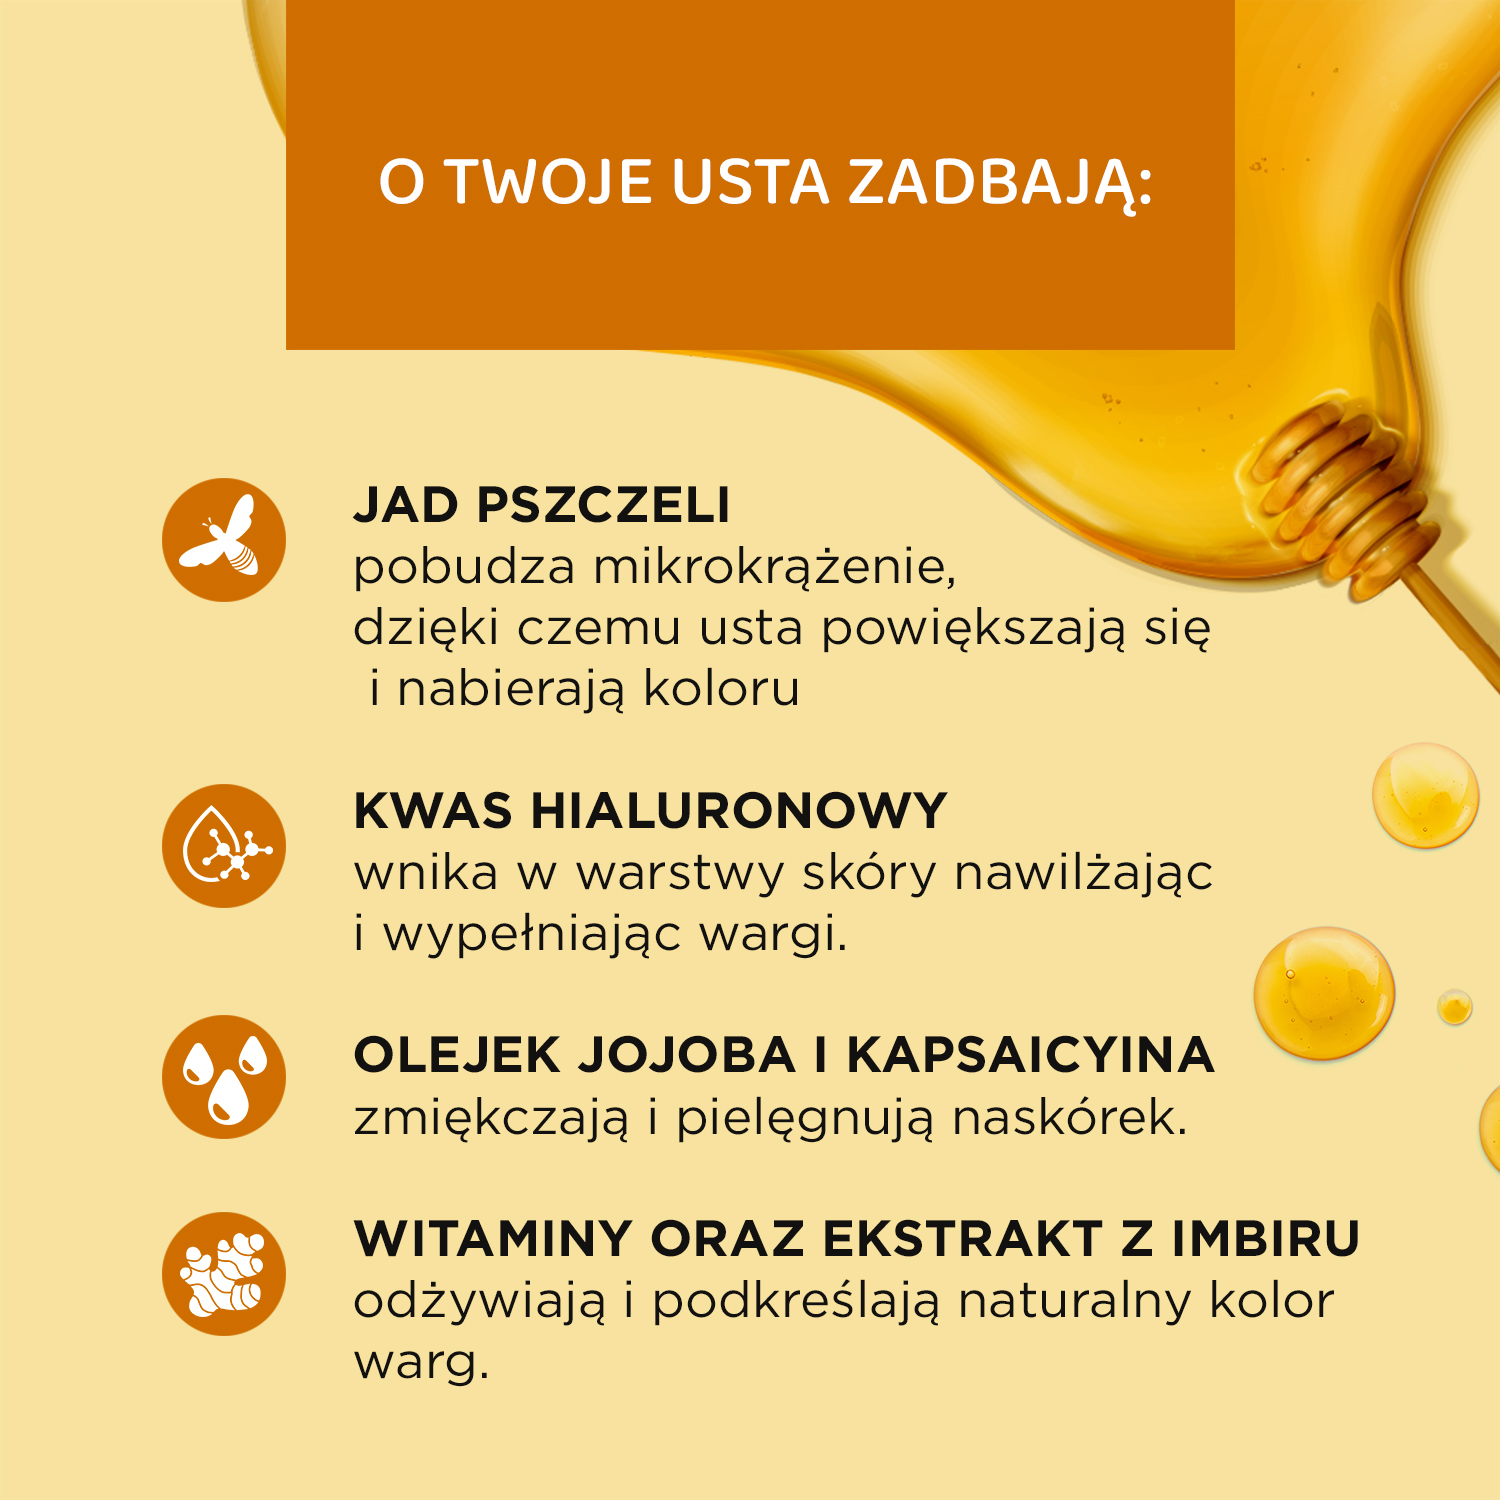 O TWOJE USTA ZADBAJĄ:
JAD PSZCZELI
pobudza mikrokrążenie,
dzięki czemu usta powiększają się
i nabierają koloru
KWAS HIALURONOWY
wnika w warstwy skóry nawilżając
i wypełniając wargi.
OLEJEK JOJOBA I KAPSAICYINA
zmiękczają i pielęgnują naskórek.
WITAMINY ORAZ EKSTRAKT Z IMBIRU
odżywiają i podkreślają naturalny kolor
warg.